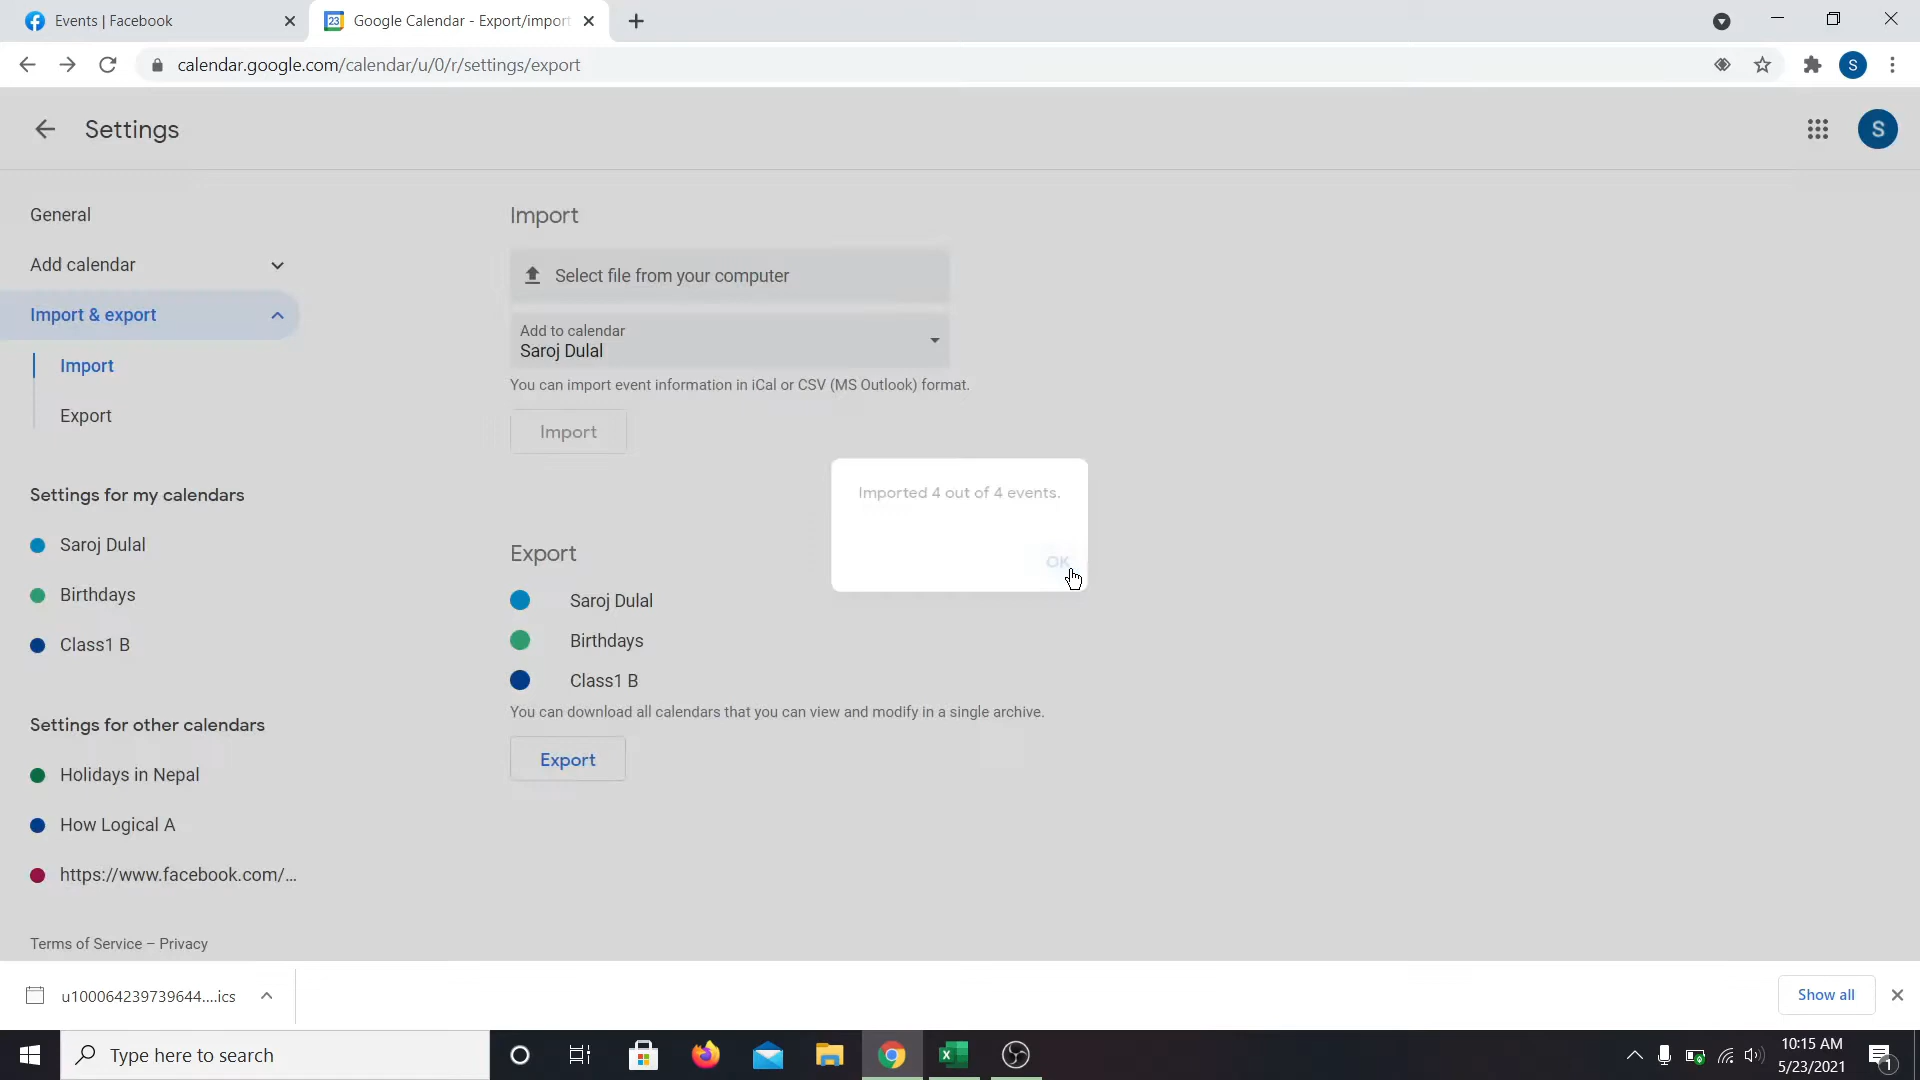 Events | Facebook
Google Calendar - Export/import
calendar.google.com/calendar/u/0/r/settings/export
S
Settings
S
General
Add calendar
Import & export
Import
Export
Settings for my calendars
Saroj Dulal
Birthdays
Class1 B
Settings for other calendars
Holidays in Nepal
How Logical A
https://www.facebook.com/...
Terms of Service – Privacy
Import
Select file from your computer
Add to calendar
Saroj Dulal
You can import event information in iCal or CSV (MS Outlook) format.
Import
Imported 4 out of 4 events.
OK
Export
Saroj Dulal
Birthdays
Class1 B
You can download all calendars that you can view and modify in a single archive.
Export
u100064239739644....ics
Show all
Type here to search
10:15 AM
5/23/2021
1